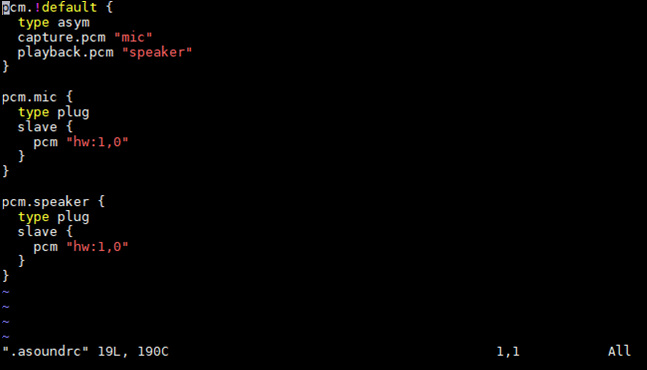 pcm.!default {
  type asym
  capture.pcm "mic"
  playback.pcm "speaker"
}

pcm.mic {
  type plug
  slave {
    pcm "hw:1,0"
  }
}

pcm.speaker {
  type plug
  slave {
    pcm "hw:1,0"
  }
}
~
~
~
~
".asoundrc" 19L, 190C 1,1 All